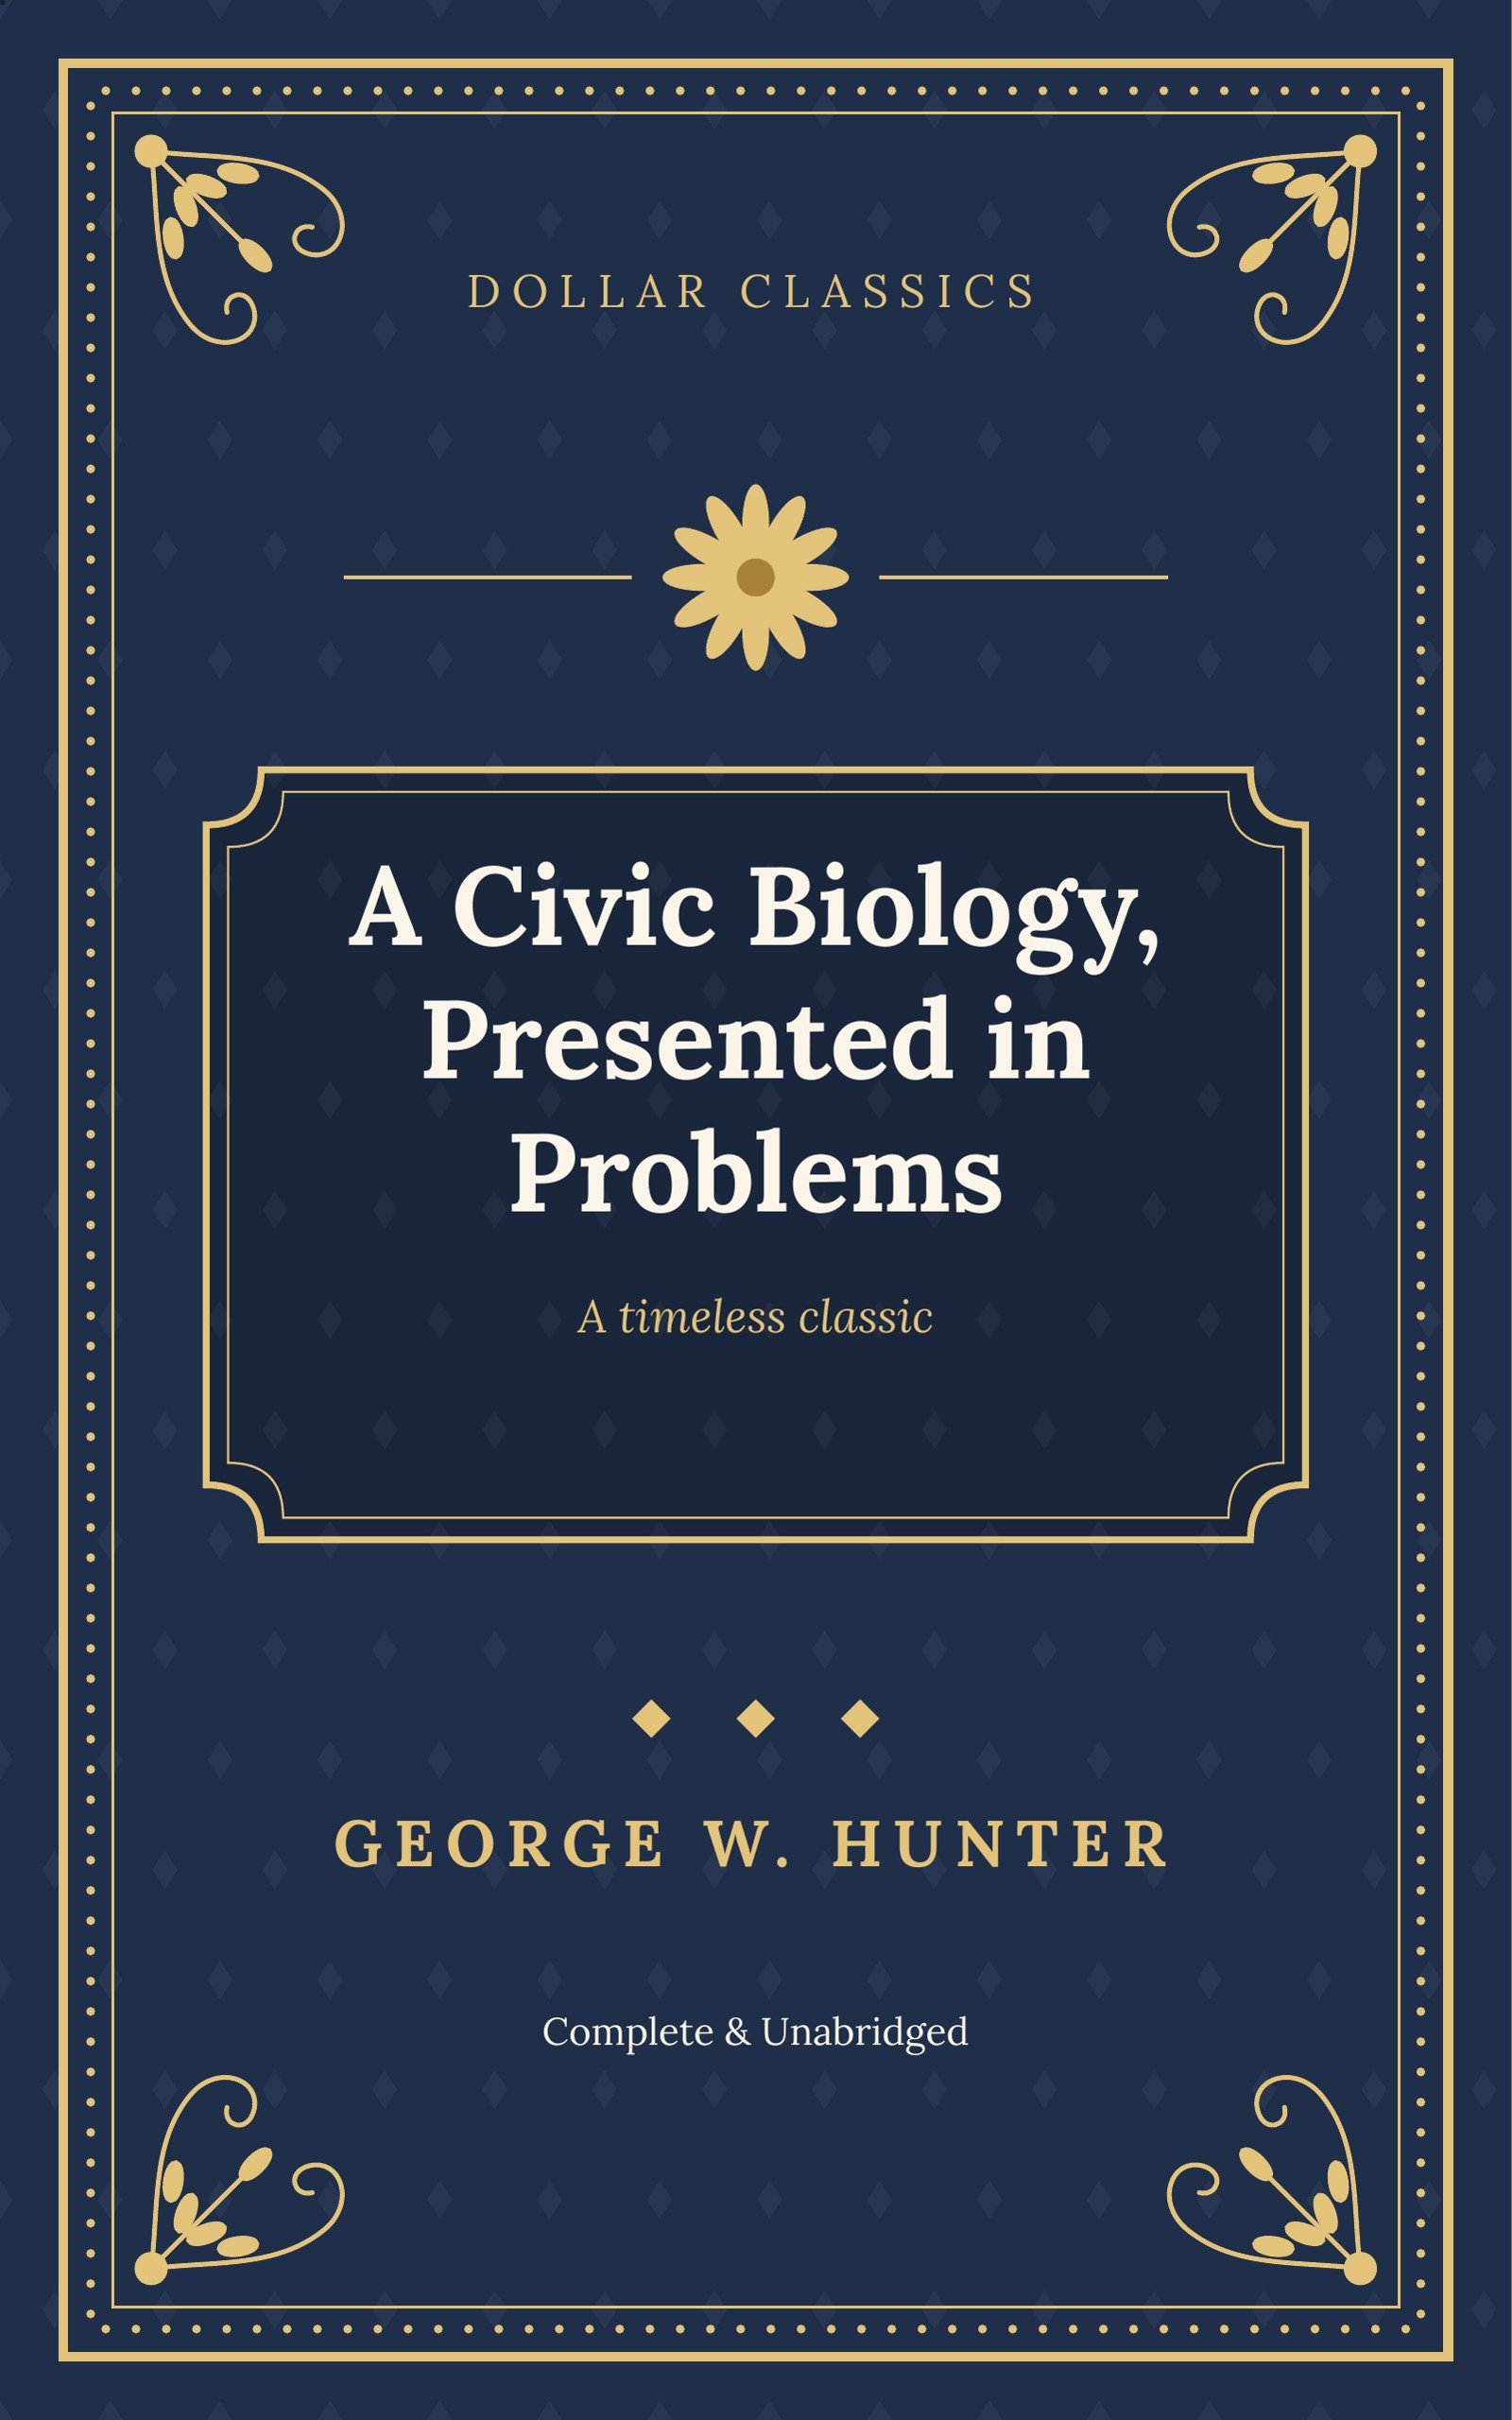 DOLLAR CLASSICS
A Civic Biology,
Presented in
Problems
A timeless classic
GEORGE W. HUNTER
Complete & Unabridged